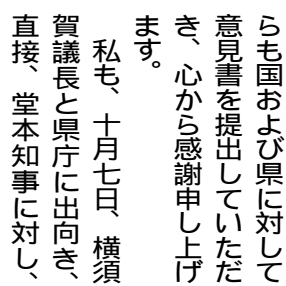 らも国および県に対して
意見書を提出していただ
き、心から感謝申し上げ
ます。
　私も、十月七日、横須
賀議長と県庁に出向き、
直接、堂本知事に対し、